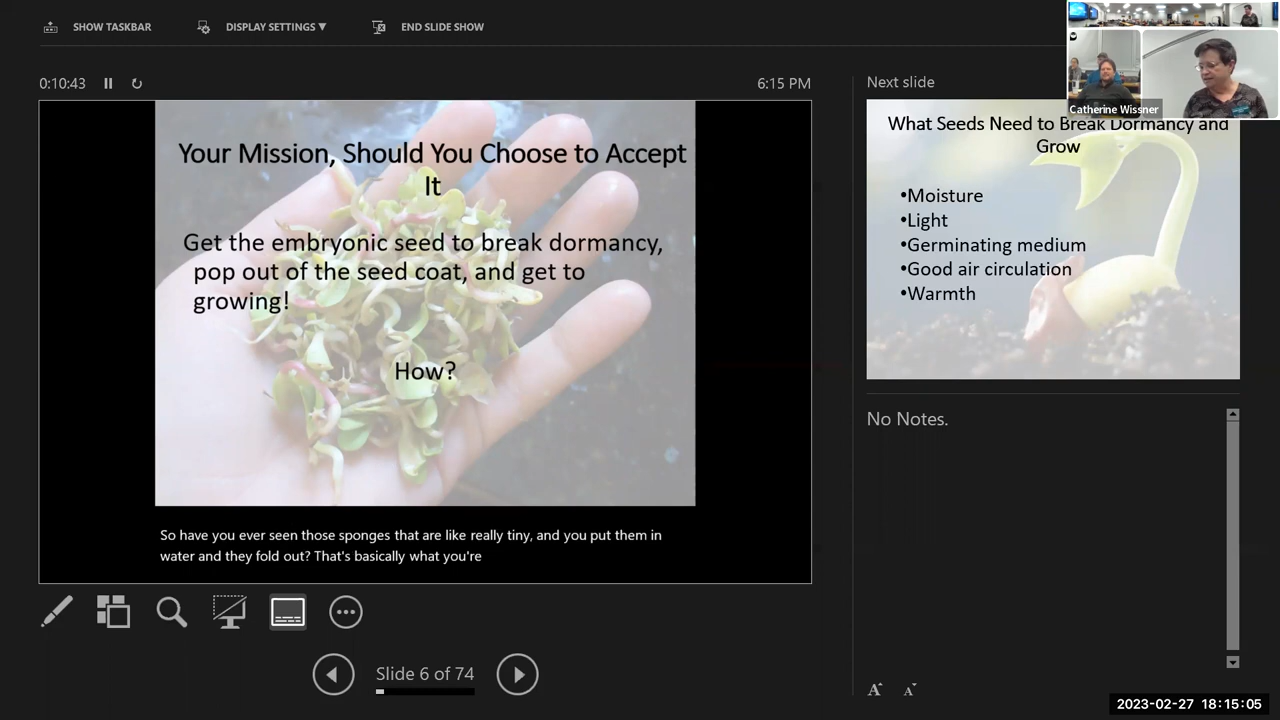 SHOW TASKBAR
DISPLAY SETTINGS ▼
END SLIDE SHOW
0:10:43
6:15 PM
Your Mission, Should You Choose to Accept
It
Get the embryonic seed to break dormancy,
pop out of the seed coat, and get to
growing!
How?
So have you ever seen those sponges that are like really tiny, and you put them in
water and they fold out? That's basically what you're
Slide 6 of 74
Next slide
Catherine Wissner
What Seeds Need to Break Dormancy and
Grow
•Moisture
•Light
•Germinating medium
•Good air circulation
•Warmth
No Notes.
A A
2023-02-27 18:15:05